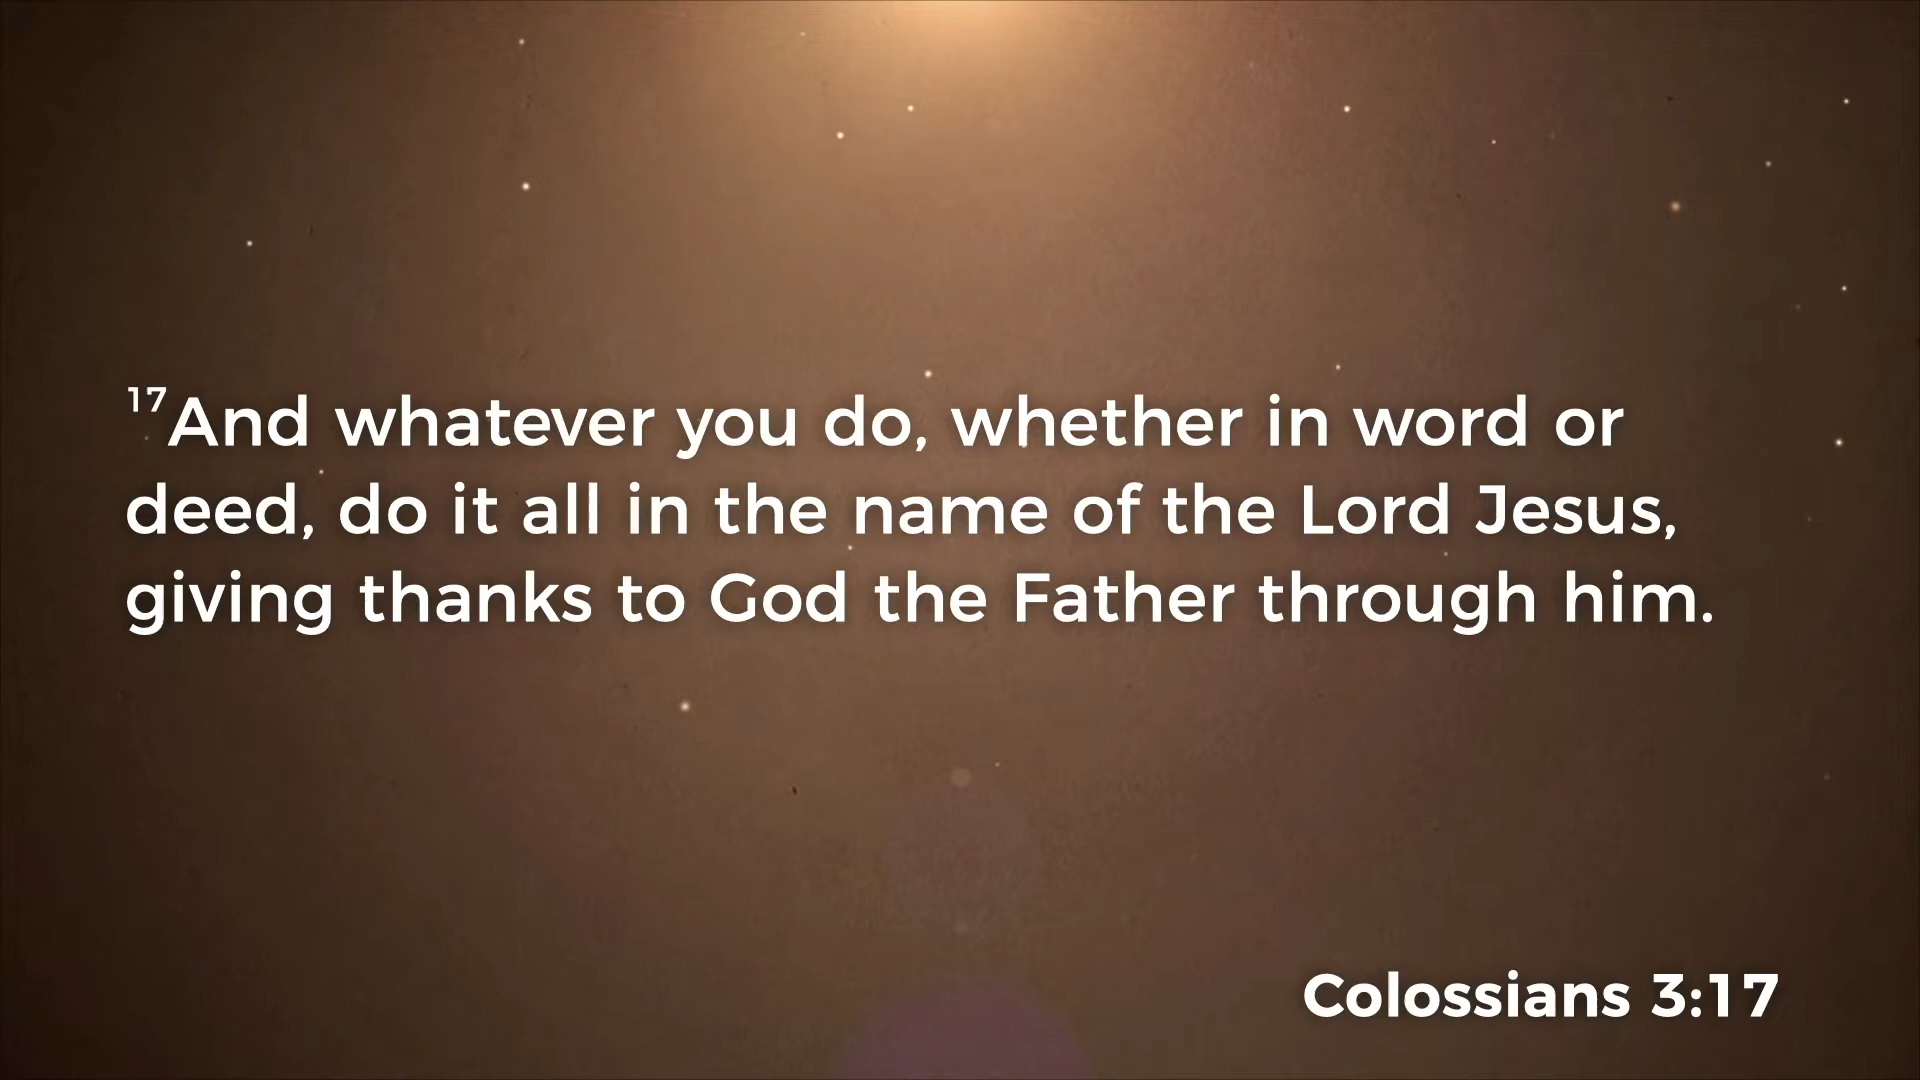 17And whatever you do, whether in word or
deed, do it all in the name of the Lord Jesus,
giving thanks to God the Father through him.
Colossians 3:17